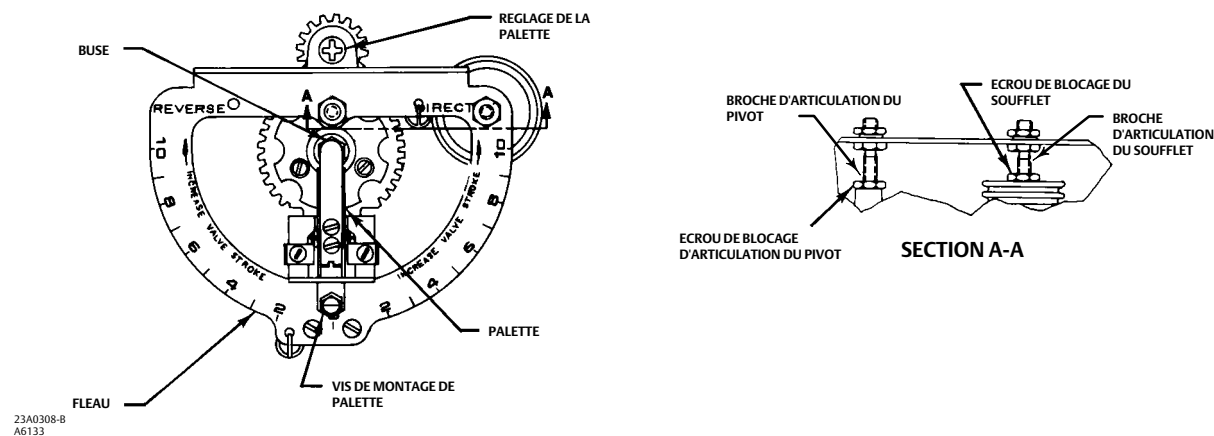 REGLAGE DE LA
PALETTE
BUSE
A
A
REVERSE
DIRECT
10
8
6
4
2
INCREASE VALVE STROKE
10
8
6
4
2
INCREASE VALVE STROKE
PALETTE
VIS DE MONTAGE DE
PALETTE
FLEAU
23A0308-B
A6133
BROCHE D'ARTICULATION DU
PIVOT
ECROU DE BLOCAGE DU
SOUFFLET
BROCHE
D'ARTICULATION
DU SOUFFLET
ECROU DE BLOCAGE
D'ARTICULATION DU PIVOT
SECTION A-A